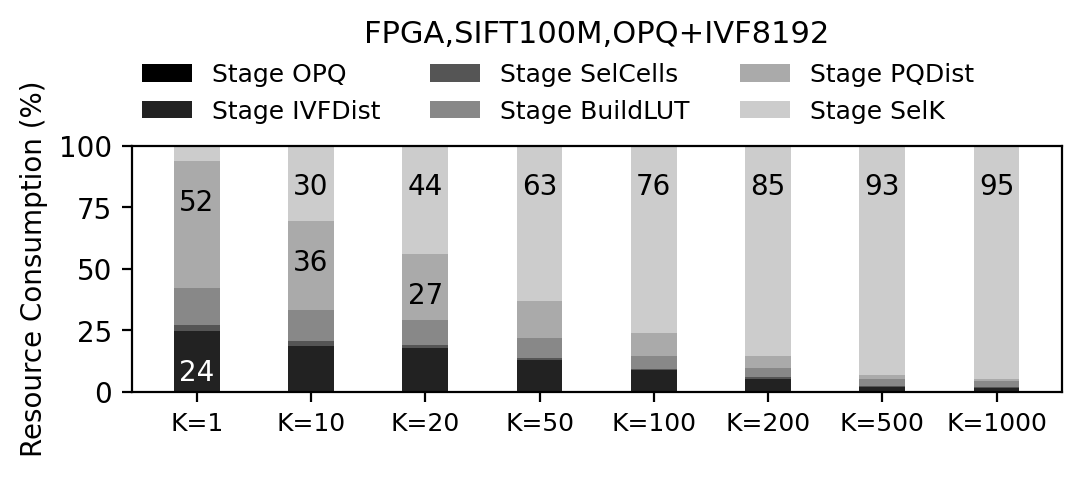 FPGA,SIFT100M,OPQ+IVF8192
Stage OPQ
Stage SelCells
Stage PQDist
Stage IVFDist
Stage BuildLUT
Stage SelK
Resource Consumption (%)
100
75
50
25
0
52
24
30
36
44
27
63
76
85
93
95
K=1 K=10 K=20 K=50 K=100 K=200 K=500 K=1000